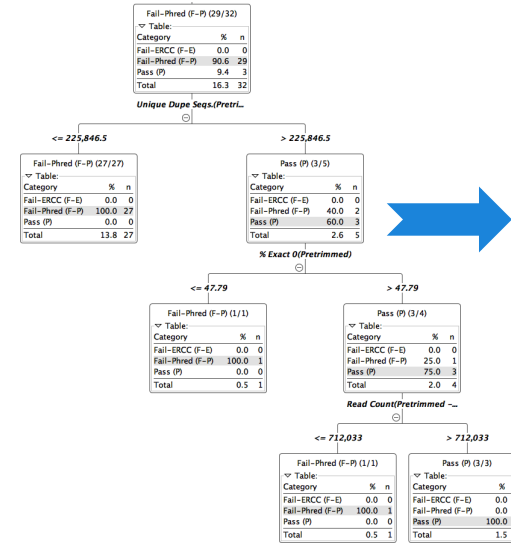 Fail-Phred (F-P) (29/32)
▽ Table:
Category % n
Fail-ERCC (F-E) 0.0 0
Fail-Phred (F-P) 90.6 29
Pass (P) 9.4 3
Total 16.3 32
Unique Dupe Seqs.(Pretri...
<= 225,846.5 > 225,846.5
Fail-Phred (F-P) (27/27)
▽ Table:
Category % n
Fail-ERCC (F-E) 0.0 0
Fail-Phred (F-P) 100.0 27
Pass (P) 0.0 0
Total 13.8 27
Pass (P) (3/5)
▽ Table:
Category % n
Fail-ERCC (F-E) 0.0 0
Fail-Phred (F-P) 40.0 2
Pass (P) 60.0 3
Total 2.6 5
% Exact 0(Pretrimmed)
<= 47.79 > 47.79
Fail-Phred (F-P) (1/1)
▽ Table:
Category % n
Fail-ERCC (F-E) 0.0 0
Fail-Phred (F-P) 100.0 1
Pass (P) 0.0 0
Total 0.5 1
Pass (P) (3/4)
▽ Table:
Category % n
Fail-ERCC (F-E) 0.0 0
Fail-Phred (F-P) 25.0 1
Pass (P) 75.0 3
Total 2.0 4
Read Count(Pretrimmed -...
<= 712,033 > 712,033
Fail-Phred (F-P) (1/1)
▽ Table:
Category % n
Fail-ERCC (F-E) 0.0 0
Fail-Phred (F-P) 100.0 1
Pass (P) 0.0 0
Total 0.5 1
Pass (P) (3/3)
▽ Table:
Category %
Fail-ERCC (F-E) 0.0
Fail-Phred (F-P) 0.0
Pass (P) 100.0
Total 1.5